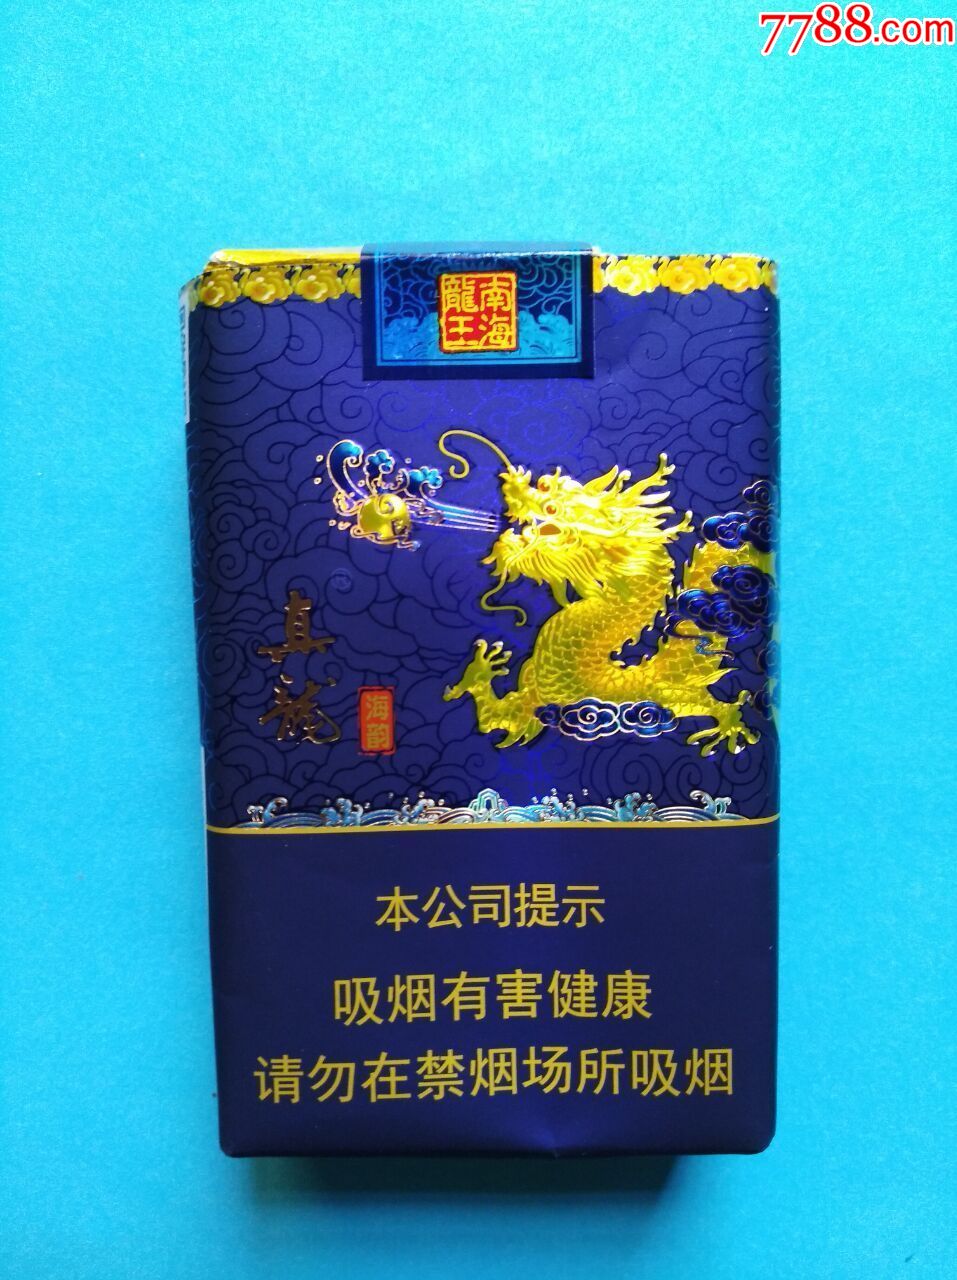 7788.com
南海
龍王
真龍
海韵
本公司提示
吸烟有害健康
请勿在禁烟场所吸烟